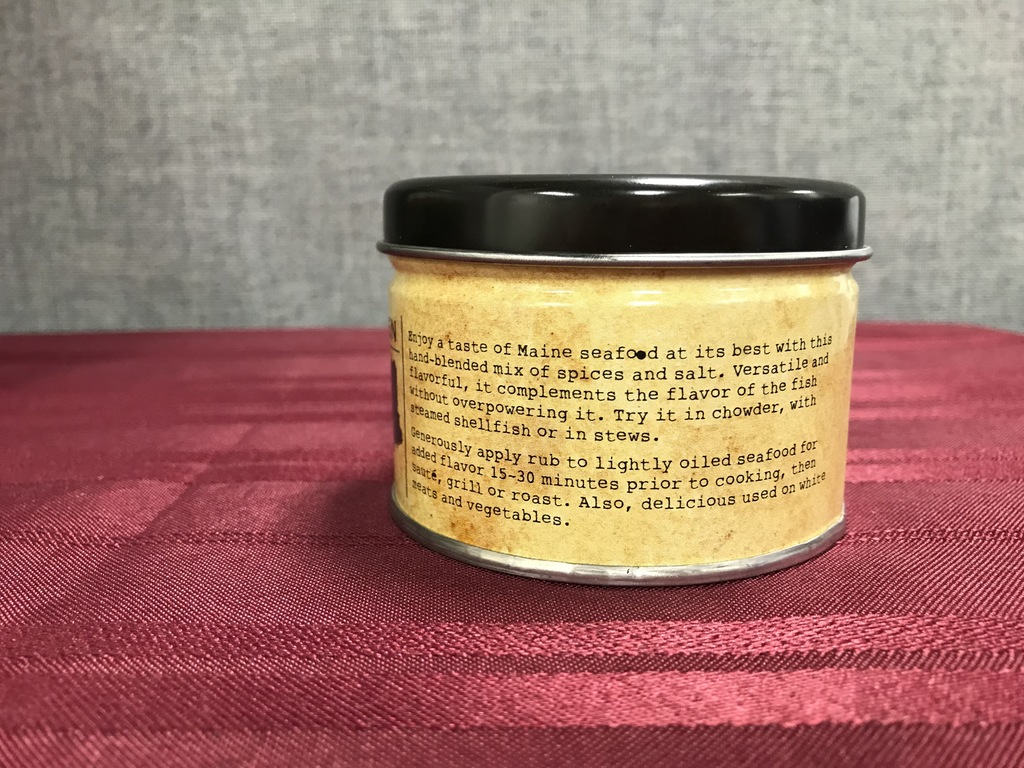 N
Enjoy a taste of Maine seafood at its best with this
hand-blended mix of spices and salt. Versatile and
flavorful, it complements the flavor of the fish
without overpowering it. Try it in chowder, with
steamed shellfish or in stews.
Generously apply rub to lightly oiled seafood for
added flavor 15-30 minutes prior to cooking, then
sauté, grill or roast. Also, delicious used on white
meats and vegetables.